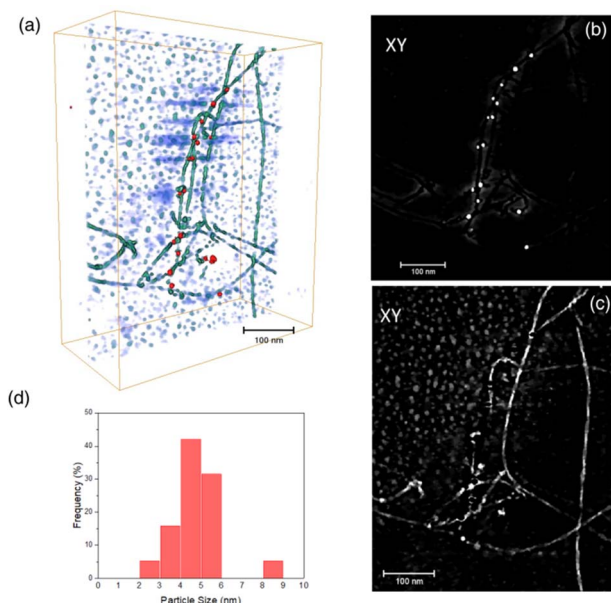 (a)
100 nm
(b)
XY
100 nm
(c)
XY
100 nm
(d)
Frequency (%)
50
40
30
20
10
0
0 1 2 3 4 5 6 7 8 9 10
Particle Size (nm)